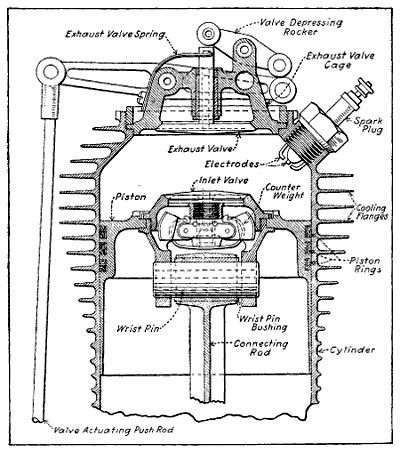 Valve Depressing
Rocker
Exhaust Valve Spring
Exhaust Valve
Cage
Spark
Plug
Exhaust Valve
Electrodes
Inlet Valve
Counter
Weight
Piston
Cooling
Flanges
Piston
Rings
Wrist Pin
Wrist Pin
Bushing
Connecting
Rod
Cylinder
Valve Actuating Push Rod